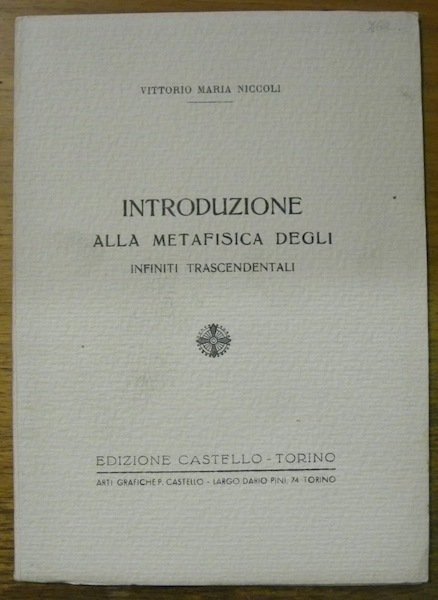 VITTORIO MARIA NICCOLI
INTRODUZIONE
ALLA METAFISICA DEGLI
INFINITI TRASCENDENTALI
EDIZIONE CASTELLO - TORINO
ARTI GRAFICHE P. CASTELLO - LARGO DARIO PINI, 74 TORINO